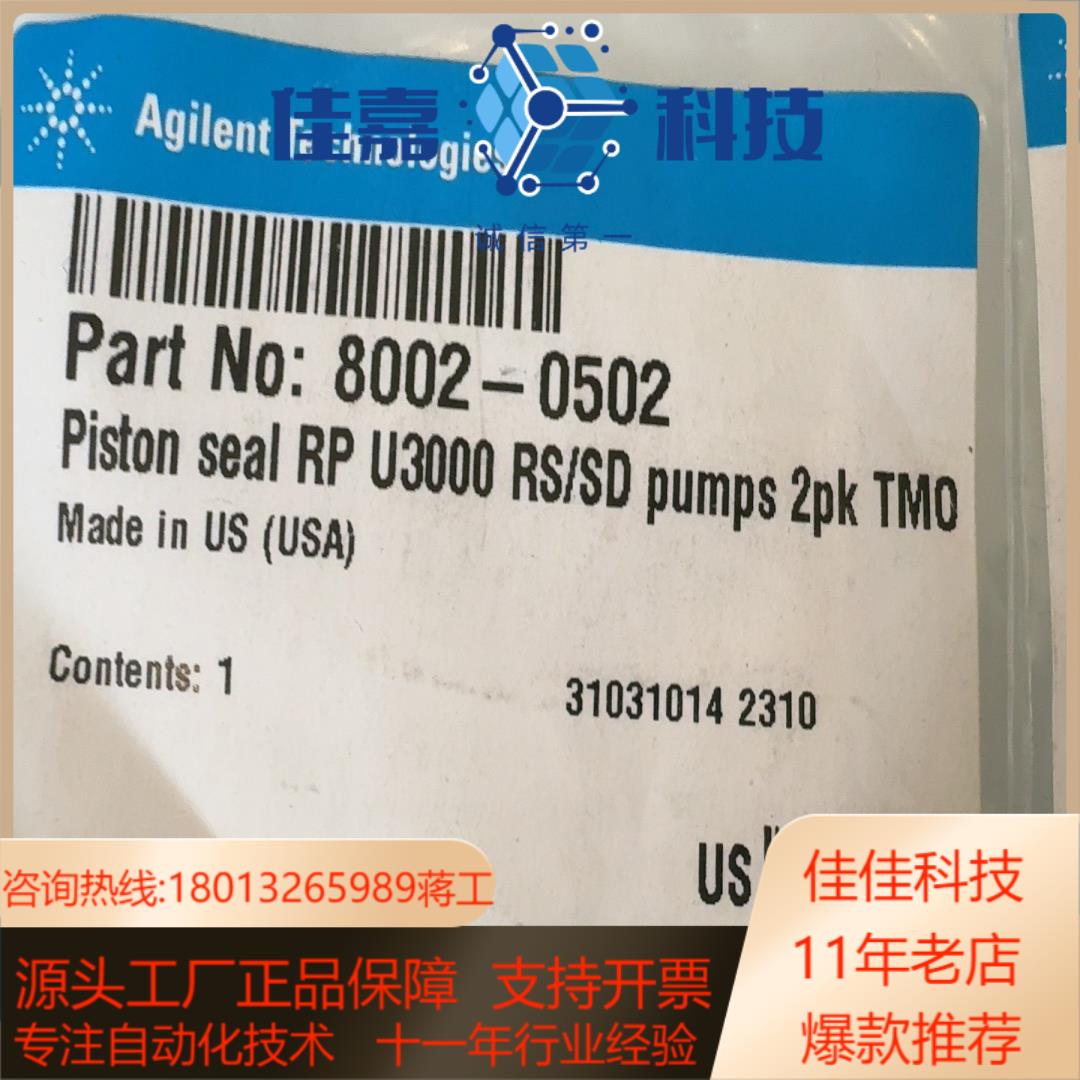 佳嘉科技
Agilent Technologies
诚信第一
Part No: 8002-0502
Piston seal RP U3000 RS/SD pumps 2pk TMO
Made in US (USA)
Contents: 1
31031014 2310
US
咨询热线:18013265989蒋工
佳佳科技
11年老店
爆款推荐
源头工厂正品保障 支持开票
专注自动化技术 十一年行业经验